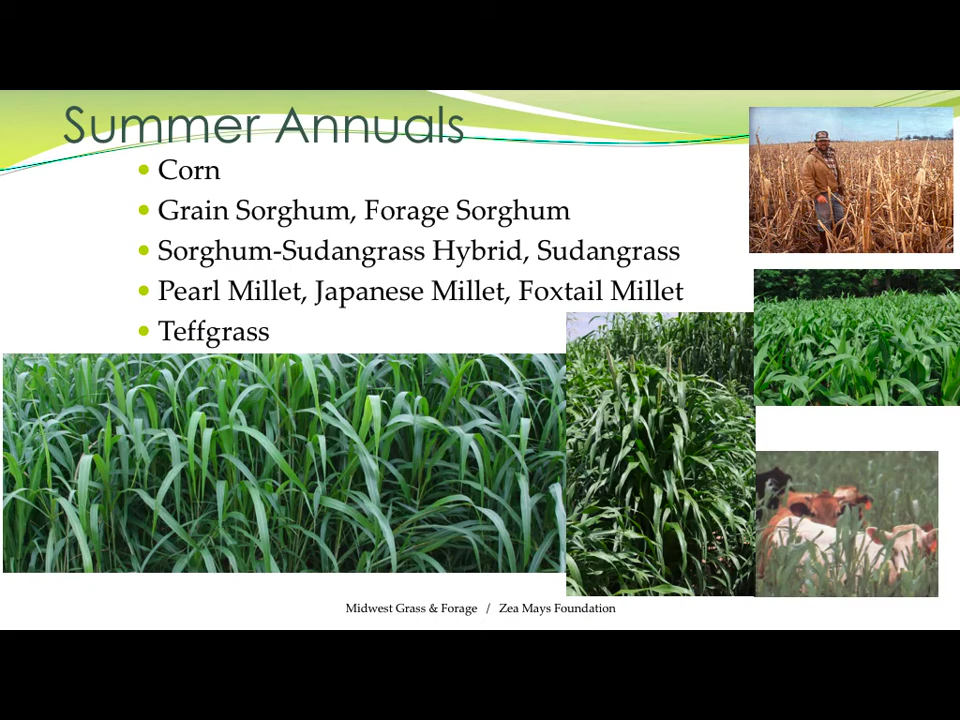 Summer Annuals
Corn
Grain Sorghum, Forage Sorghum
Sorghum-Sudangrass Hybrid, Sudangrass
Pearl Millet, Japanese Millet, Foxtail Millet
Teffgrass
Midwest Grass & Forage / Zea Mays Foundation